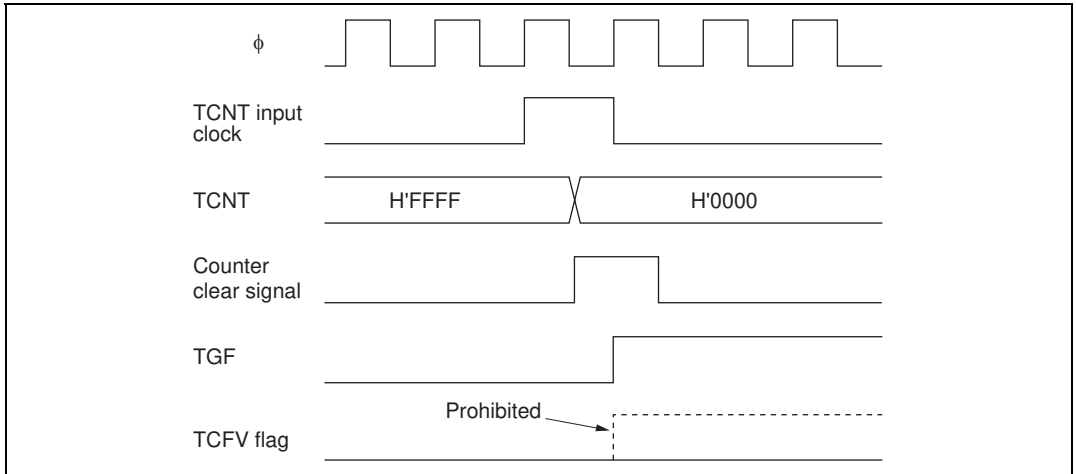 ϕ
TCNT input
clock
TCNT
H'FFFF
H'0000
Counter
clear signal
TGF
Prohibited
TCFV flag